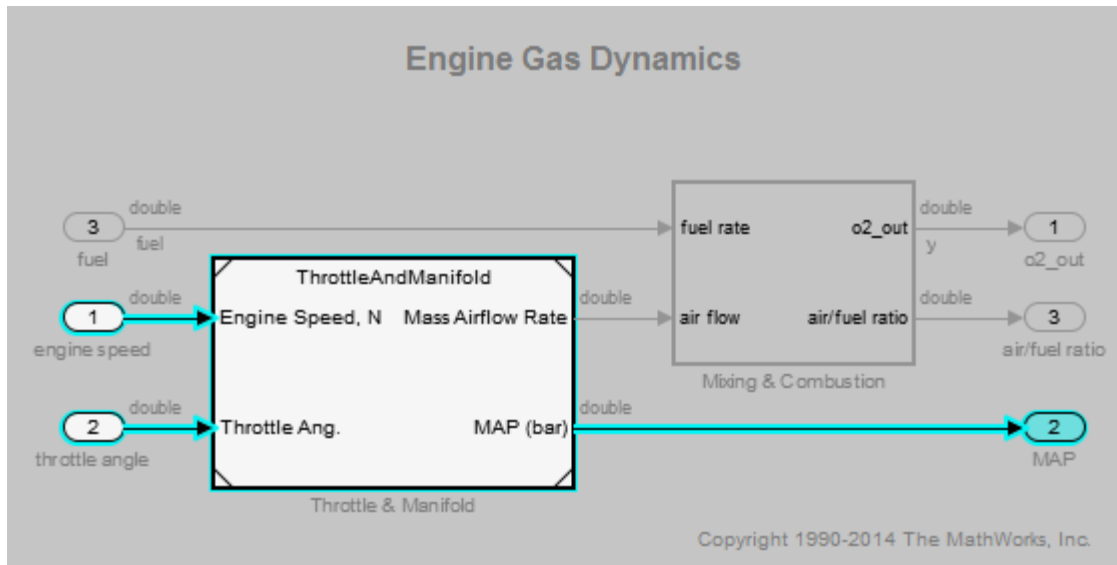 Engine Gas Dynamics
double
3
fuel
fuel
fuel rate
o2_out
double
y
1
o2_out
ThrottleAndManifold
double
1
engine speed
Engine Speed, N
Mass Airflow Rate
double
air flow
air/fuel ratio
double
3
air/fuel ratio
Mixing & Combustion
double
2
throttle angle
Throttle Ang.
MAP (bar)
double
2
MAP
Throttle & Manifold
Copyright 1990-2014 The MathWorks, Inc.